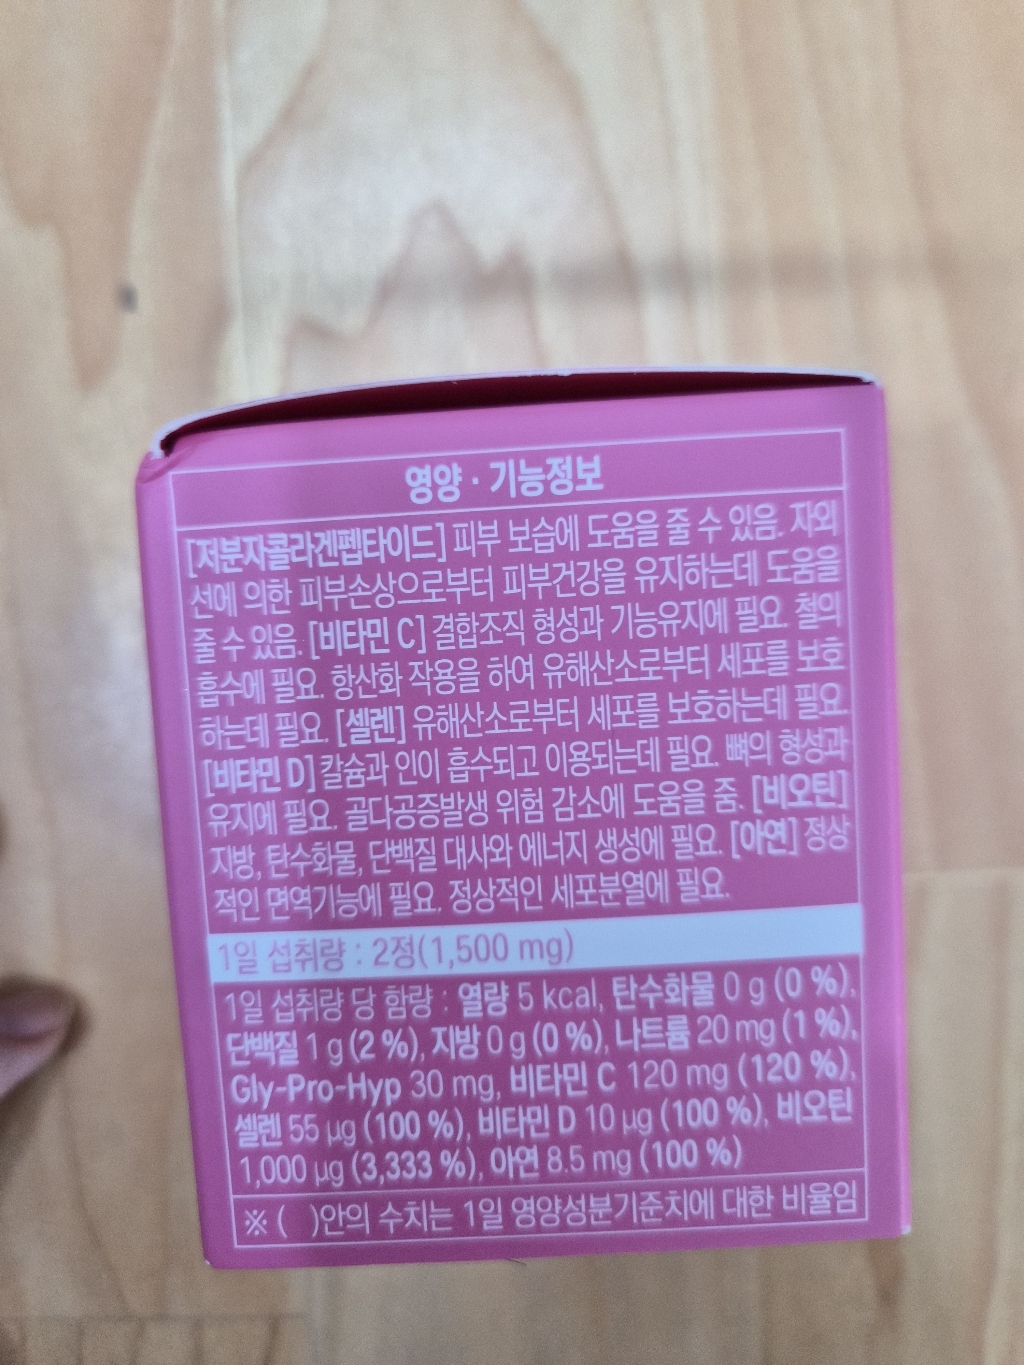 영양 · 기능정보
[저분자콜라겐펩타이드] 피부 보습에 도움을 줄 수 있음. 자외
선에 의한 피부손상으로부터 피부건강을 유지하는데 도움을
줄 수 있음. [비타민 C] 결합조직 형성과 기능유지에 필요. 철의
흡수에 필요. 항산화 작용을 하여 유해산소로부터 세포를 보호
하는데 필요. [셀렌] 유해산소로부터 세포를 보호하는데 필요.
[비타민 D] 칼슘과 인이 흡수되고 이용되는데 필요. 뼈의 형성과
유지에 필요. 골다공증발생 위험 감소에 도움을 줌. [비오틴]
지방, 탄수화물, 단백질 대사와 에너지 생성에 필요. [아연] 정상
적인 면역기능에 필요. 정상적인 세포분열에 필요.
1일 섭취량 : 2정(1,500 mg)
1일 섭취량 당 함량 : 열량 5 kcal, 탄수화물 0 g (0 %),
단백질 1 g (2 %), 지방 0 g (0 %), 나트륨 20 mg (1 %),
Gly-Pro-Hyp 30 mg, 비타민 C 120 mg (120 %),
셀렌 55 µg (100 %), 비타민 D 10 µg (100 %), 비오틴
1,000 µg (3,333 %), 아연 8.5 mg (100 %)
※ ( )안의 수치는 1일 영양성분기준치에 대한 비율임